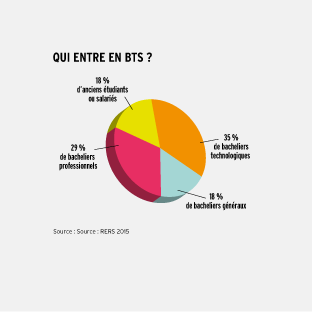 QUI ENTRE EN BTS ?
18 %
d'anciens étudiants
ou salariés
35 %
de bacheliers
technologiques
29 %
de bacheliers
professionnels
18 %
de bacheliers généraux
Source : Source : RERS 2015